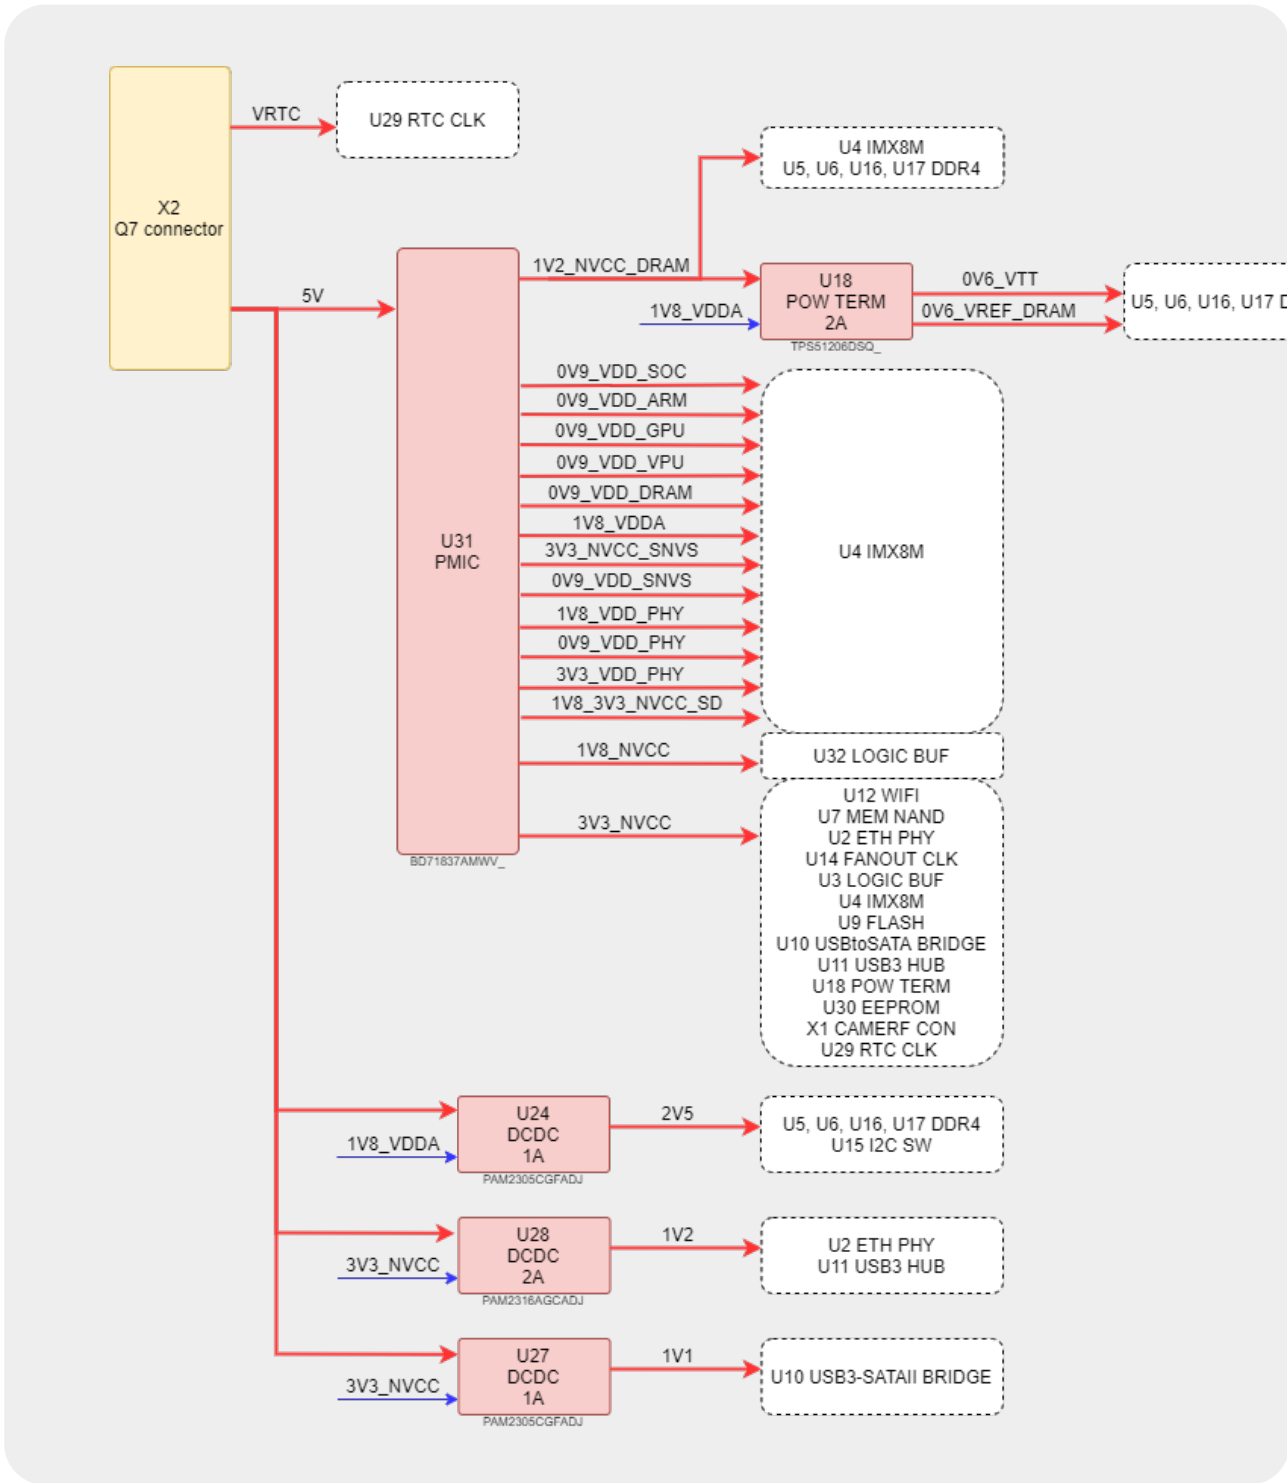 VRTC
U29 RTC CLK
X2
Q7 connector
U4 IMX8M
U5, U6, U16, U17 DDR4
5V
1V2_NVCC_DRAM
1V8_VDDA
U18
POW TERM
2A
TPS51206DSQ_
0V6_VTT
0V6_VREF_DRAM
U5, U6, U16, U17
U31
PMIC
BD71837AMWV_
0V9_VDD_SOC
0V9_VDD_ARM
0V9_VDD_GPU
0V9_VDD_VPU
0V9_VDD_DRAM
1V8_VDDA
3V3_NVCC_SNVS
0V9_VDD_SNVS
1V8_VDD_PHY
0V9_VDD_PHY
3V3_VDD_PHY
1V8_3V3_NVCC_SD
U4 IMX8M
1V8_NVCC
U32 LOGIC BUF
3V3_NVCC
U12 WIFI
U7 MEM NAND
U2 ETH PHY
U14 FANOUT CLK
U3 LOGIC BUF
U4 IMX8M
U9 FLASH
U10 USBtoSATA BRIDGE
U11 USB3 HUB
U18 POW TERM
U30 EEPROM
X1 CAMERF CON
U29 RTC CLK
1V8_VDDA
U24
DCDC
1A
PAM2305CGFADJ
2V5
U5, U6, U16, U17 DDR4
U15 I2C SW
3V3_NVCC
U28
DCDC
2A
PAM2316AGCADJ
1V2
U2 ETH PHY
U11 USB3 HUB
3V3_NVCC
U27
DCDC
1A
PAM2305CGFADJ
1V1
U10 USB3-SATAII BRIDGE